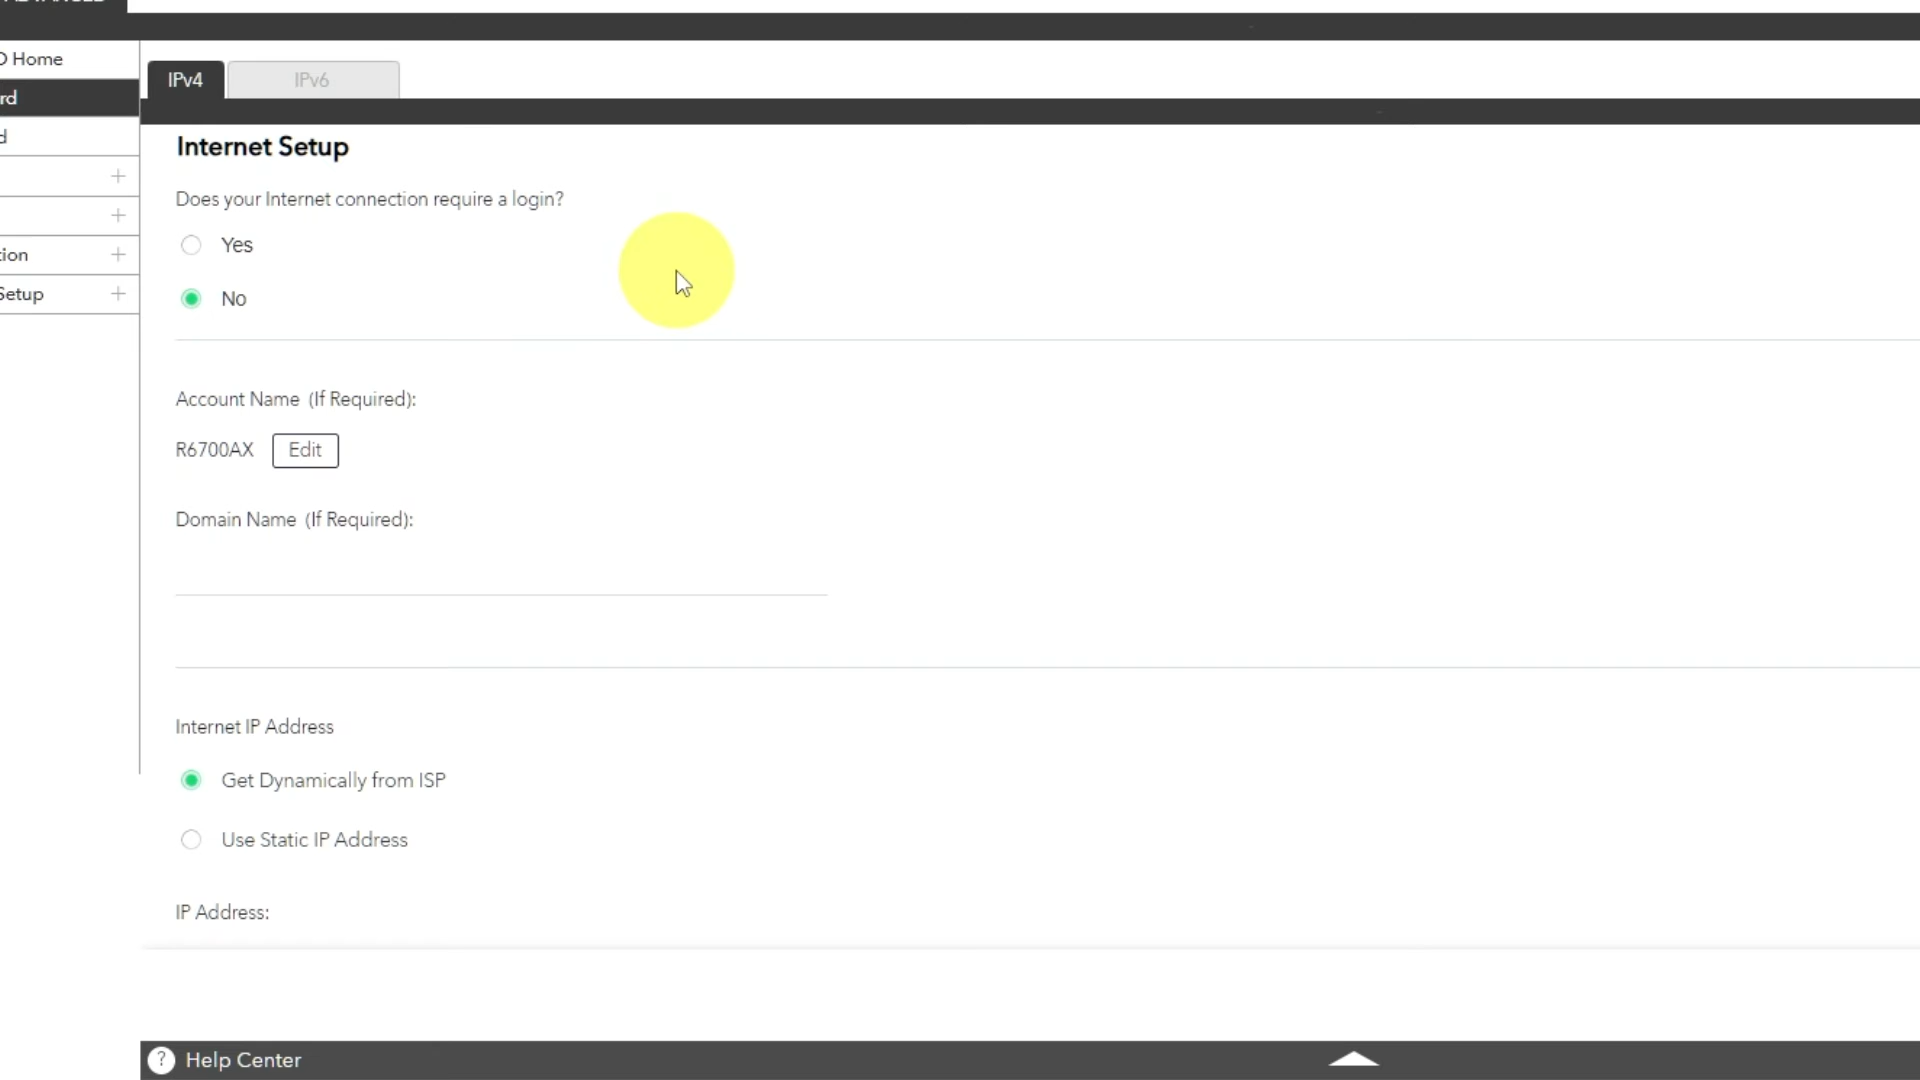 ADVANCED
Home
rd
d
tion
Setup
IPv4
IPv6
Internet Setup
Does your Internet connection require a login?
Yes
No
Account Name (If Required):
R6700AX Edit
Domain Name (If Required):
Internet IP Address
Get Dynamically from ISP
Use Static IP Address
IP Address:
? Help Center